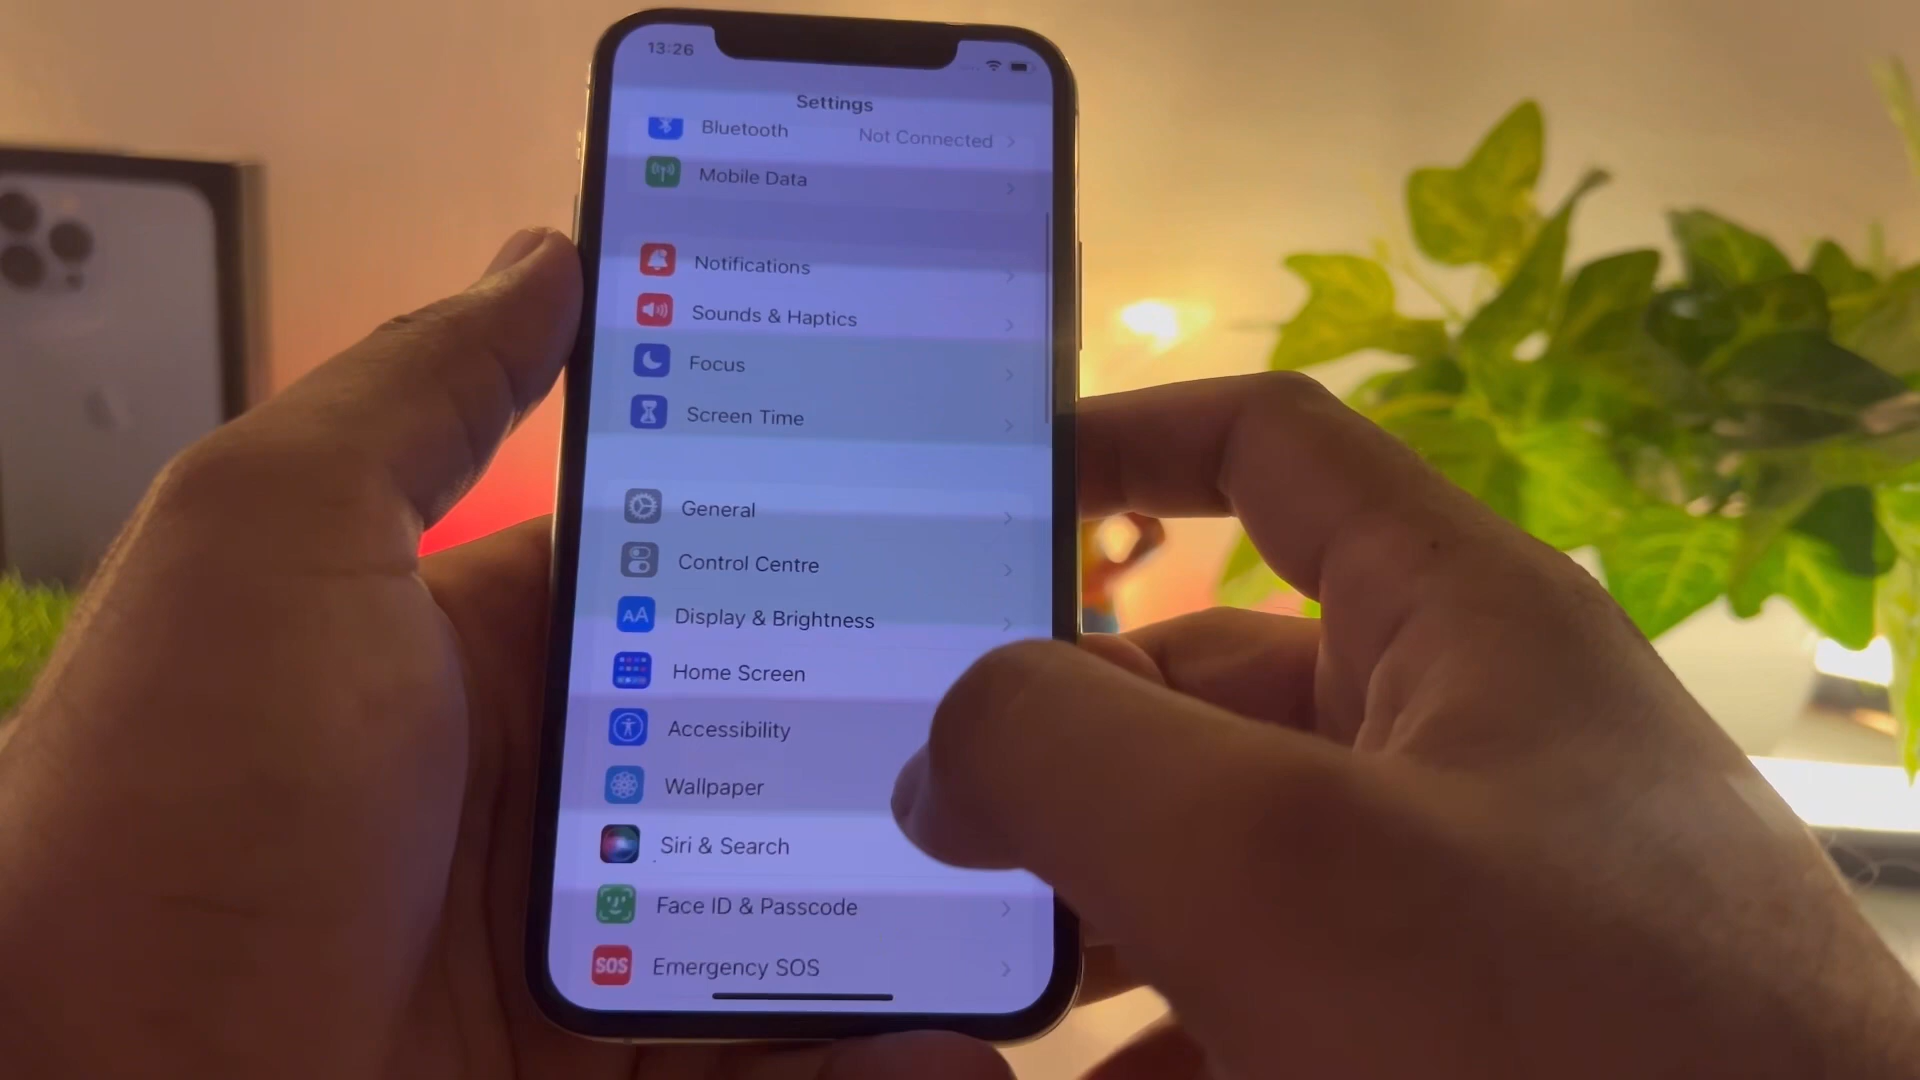 13:26
Settings
Bluetooth Not Connected
Mobile Data
Notifications
Sounds & Haptics
Focus
Screen Time
General
Control Centre
AA Display & Brightness
Home Screen
Accessibility
Wallpaper
Siri & Search
Face ID & Passcode
SOS Emergency SOS